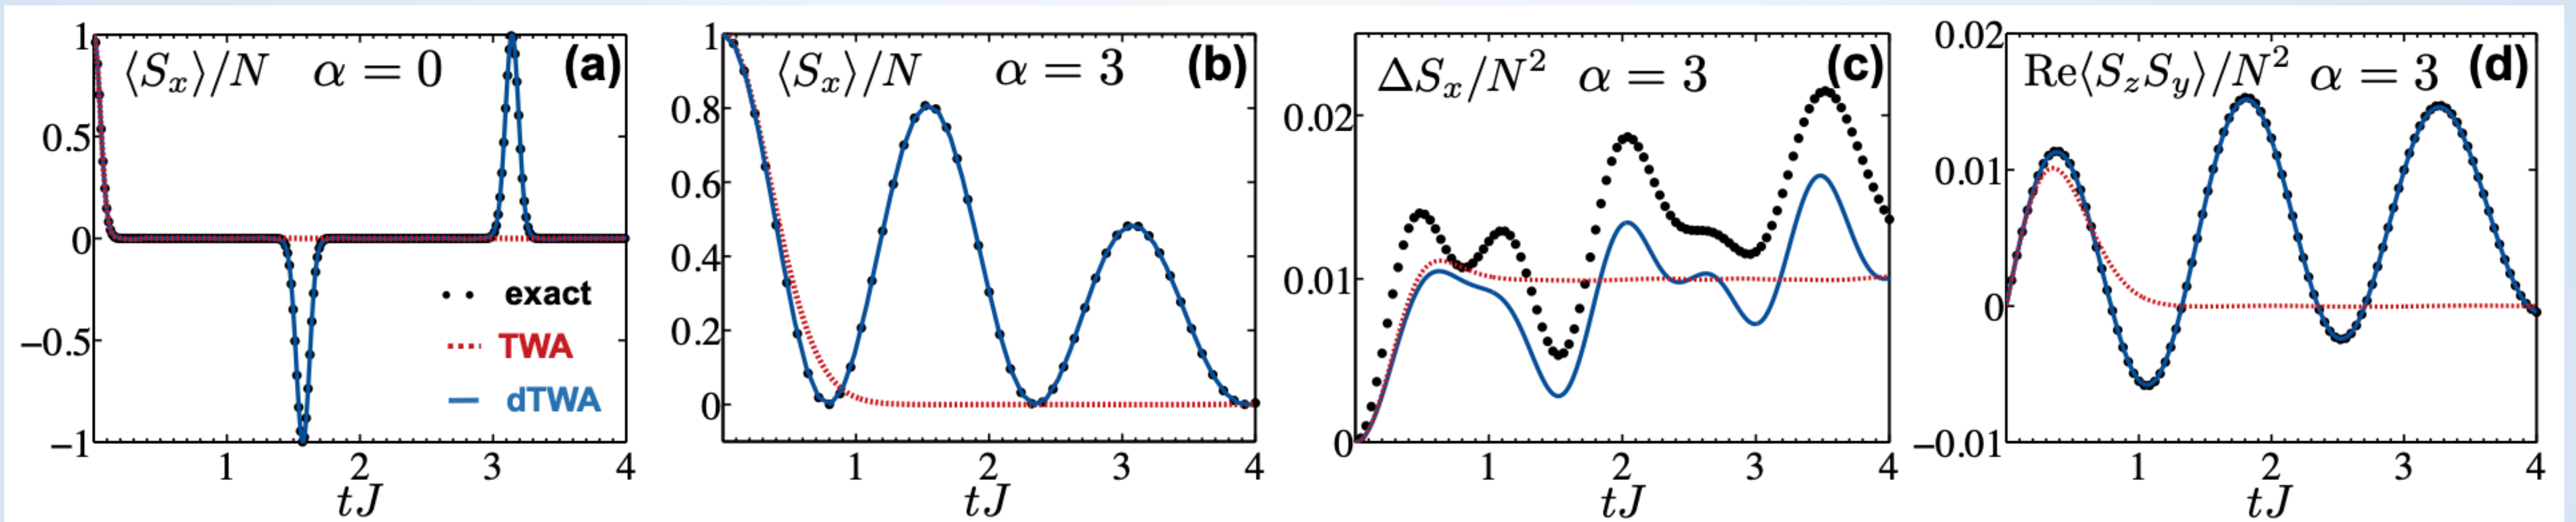 ⟨S_x⟩/N α = 0 (a)
1
0.5
0
−0.5
−1
exact
TWA
dTWA
1 2 3 4
tJ
⟨S_x⟩/N α = 3 (b)
1
0.8
0.6
0.4
0.2
0
1 2 3 4
tJ
ΔS_x/N² α = 3 (c)
0.02
0.01
0
1 2 3 4
tJ
Re⟨S_zS_y⟩/N² α = 3 (d)
0.02
0.01
0
−0.01
1 2 3 4
tJ